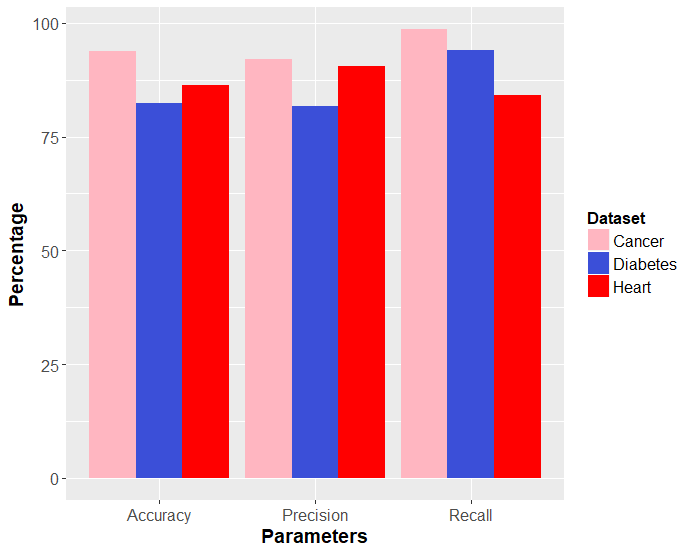 100
75
50
25
0
Percentage
Accuracy
Precision
Recall
Parameters
Dataset
Cancer
Diabetes
Heart